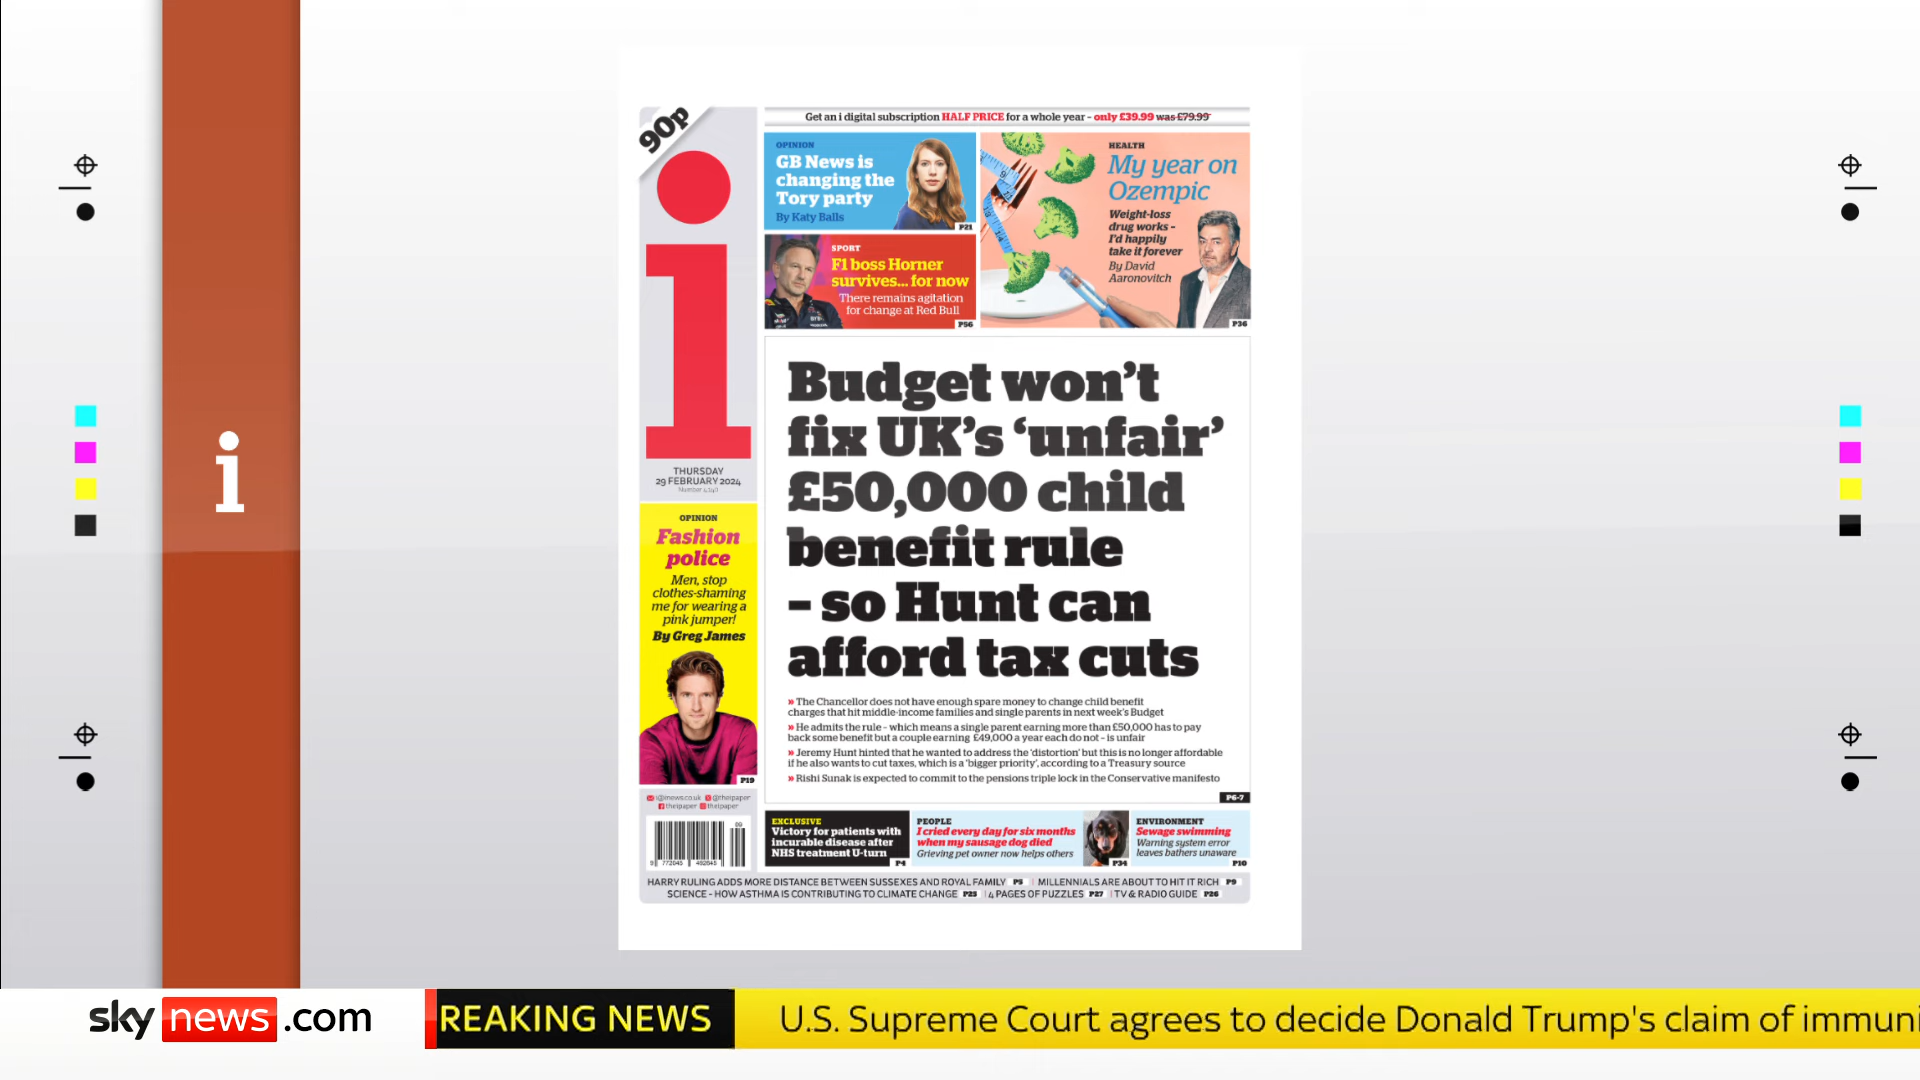 90p
i
THURSDAY
29 FEBRUARY 2024
Get an i digital subscription HALF PRICE for a whole year – only £39.99 was £79.99
OPINION
GB News is
changing the
Tory party
By Katy Balls
P21
SPORT
F1 boss Horner
survives... for now
There remains agitation
for change at Red Bull
P56
HEALTH
My year on
Ozempic
Weight-loss
drug works –
I'd happily
take it forever
By David
Aaronovitch
P36
i
OPINION
Fashion
police
Men, stop
clothes-shaming
me for wearing a
pink jumper!
By Greg James
P19
Budget won't
fix UK's 'unfair'
£50,000 child
benefit rule
– so Hunt can
afford tax cuts
» The Chancellor does not have enough spare money to change child benefit
charges that hit middle-income families and single parents in next week's Budget
» He admits the rule – which means a single parent earning more than £50,000 has to pay
back some benefit but a couple earning £49,000 a year each do not – is unfair
» Jeremy Hunt hinted that he wanted to address the 'distortion' but this is no longer affordable
if he also wants to cut taxes, which is a 'bigger priority', according to a Treasury source
» Rishi Sunak is expected to commit to the pensions triple lock in the Conservative manifesto
P6-7
i@inews.co.uk @theipaper
theipaper theipaper
EXCLUSIVE
Victory for patients with
incurable disease after
NHS treatment U-turn
P4
PEOPLE
I cried every day for six months
when my sausage dog died
Grieving pet owner now helps others
P34
ENVIRONMENT
Sewage swimming
Warning system error
leaves bathers unaware
P10
HARRY RULING ADDS MORE DISTANCE BETWEEN SUSSEXES AND ROYAL FAMILY P5 | MILLENNIALS ARE ABOUT TO HIT IT RICH P9
SCIENCE – HOW ASTHMA IS CONTRIBUTING TO CLIMATE CHANGE P25 | 4 PAGES OF PUZZLES P27 | TV & RADIO GUIDE P26
sky news .com
REAKING NEWS
U.S. Supreme Court agrees to decide Donald Trump's claim of immuni